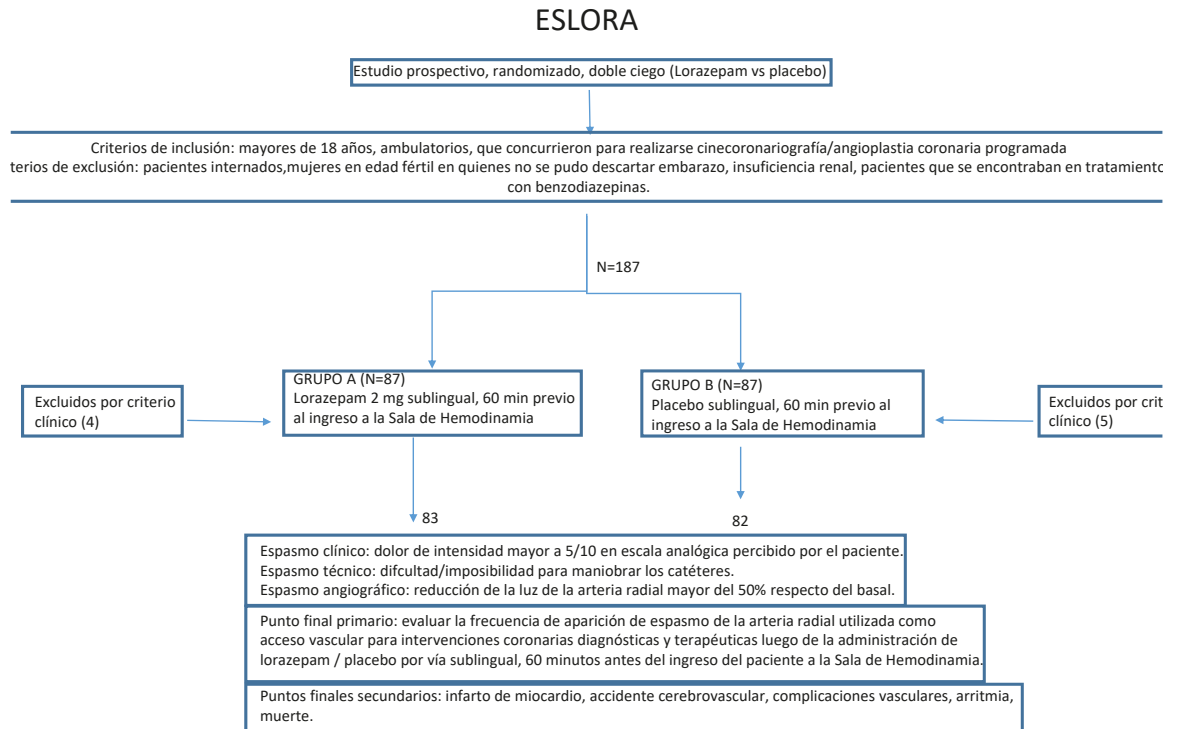 ESLORA
Estudio prospectivo, randomizado, doble ciego (Lorazepam vs placebo)
Criterios de inclusión: mayores de 18 años, ambulatorios, que concurrieron para realizarse cinecoronariografía/angioplastia coronaria programada
terios de exclusión: pacientes internados,mujeres en edad fértil en quienes no se pudo descartar embarazo, insuficiencia renal, pacientes que se encontraban en tratamiento
con benzodiazepinas.
N=187
GRUPO A (N=87)
Lorazepam 2 mg sublingual, 60 min previo
al ingreso a la Sala de Hemodinamia
GRUPO B (N=87)
Placebo sublingual, 60 min previo al
ingreso a la Sala de Hemodinamia
Excluidos por criterio
clínico (4)
Excluidos por crit
clínico (5)
83
82
Espasmo clínico: dolor de intensidad mayor a 5/10 en escala analógica percibido por el paciente.
Espasmo técnico: difcultad/imposibilidad para maniobrar los catéteres.
Espasmo angiográfico: reducción de la luz de la arteria radial mayor del 50% respecto del basal.
Punto final primario: evaluar la frecuencia de aparición de espasmo de la arteria radial utilizada como
acceso vascular para intervenciones coronarias diagnósticas y terapéuticas luego de la administración de
lorazepam / placebo por vía sublingual, 60 minutos antes del ingreso del paciente a la Sala de Hemodinamia.
Puntos finales secundarios: infarto de miocardio, accidente cerebrovascular, complicaciones vasculares, arritmia,
muerte.